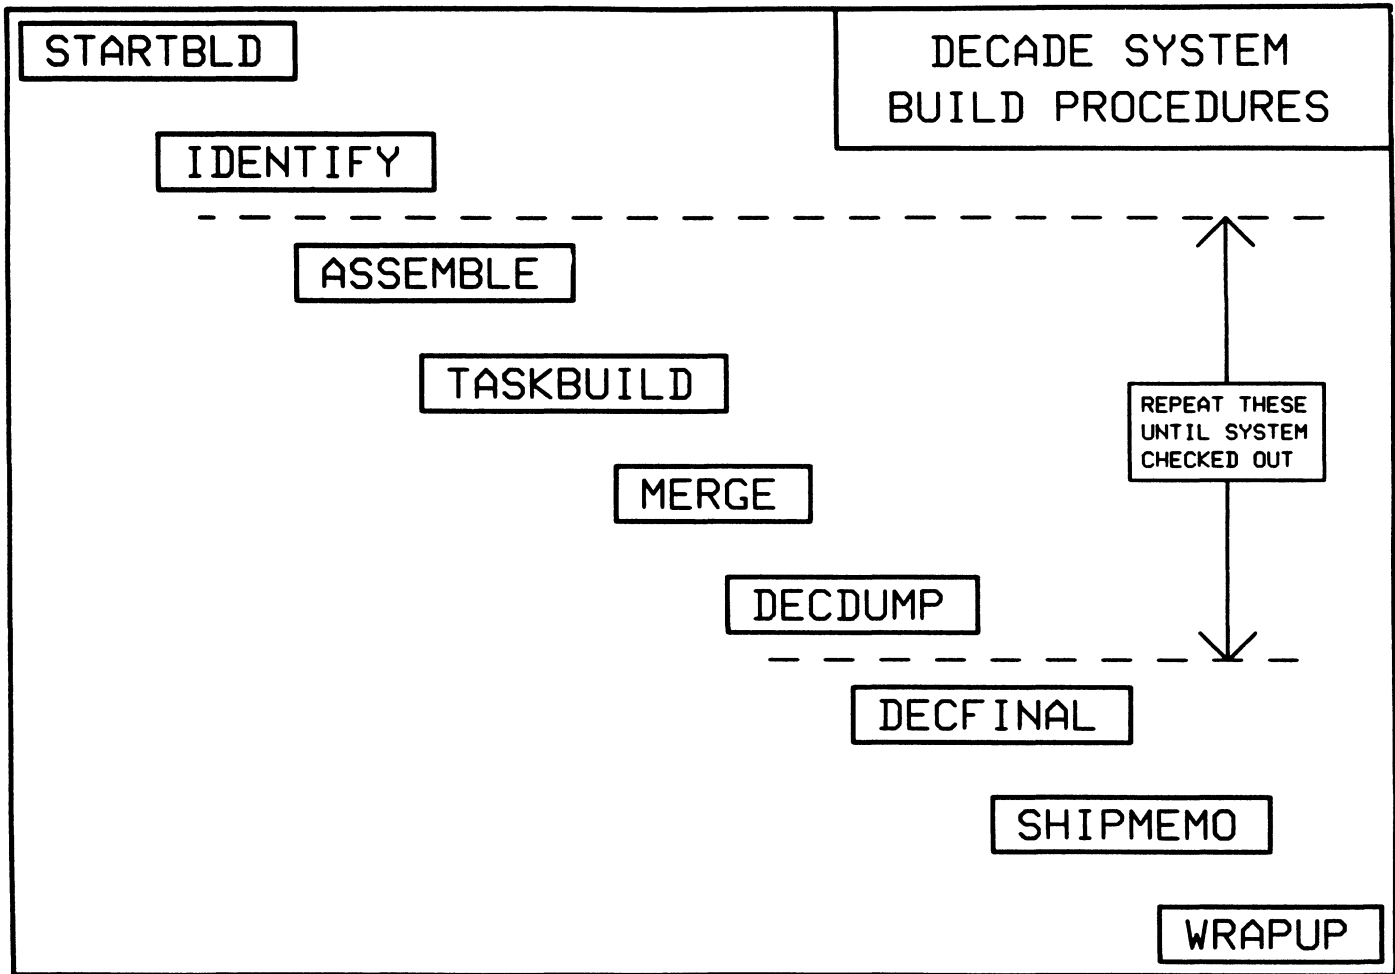 STARTBLD
DECADE SYSTEM
BUILD PROCEDURES
IDENTIFY
ASSEMBLE
TASKBUILD
REPEAT THESE
UNTIL SYSTEM
CHECKED OUT
MERGE
DECDUMP
DECFINAL
SHIPMEMO
WRAPUP